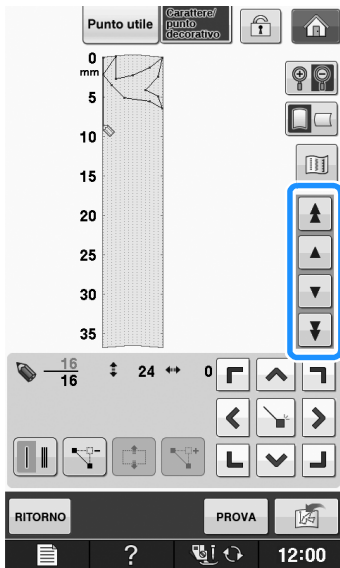 Punto utile
Carattere/
punto
decorativo
0
mm
5
10
15
20
25
30
35
16
16
24
0
RITORNO
PROVA
?
12:00